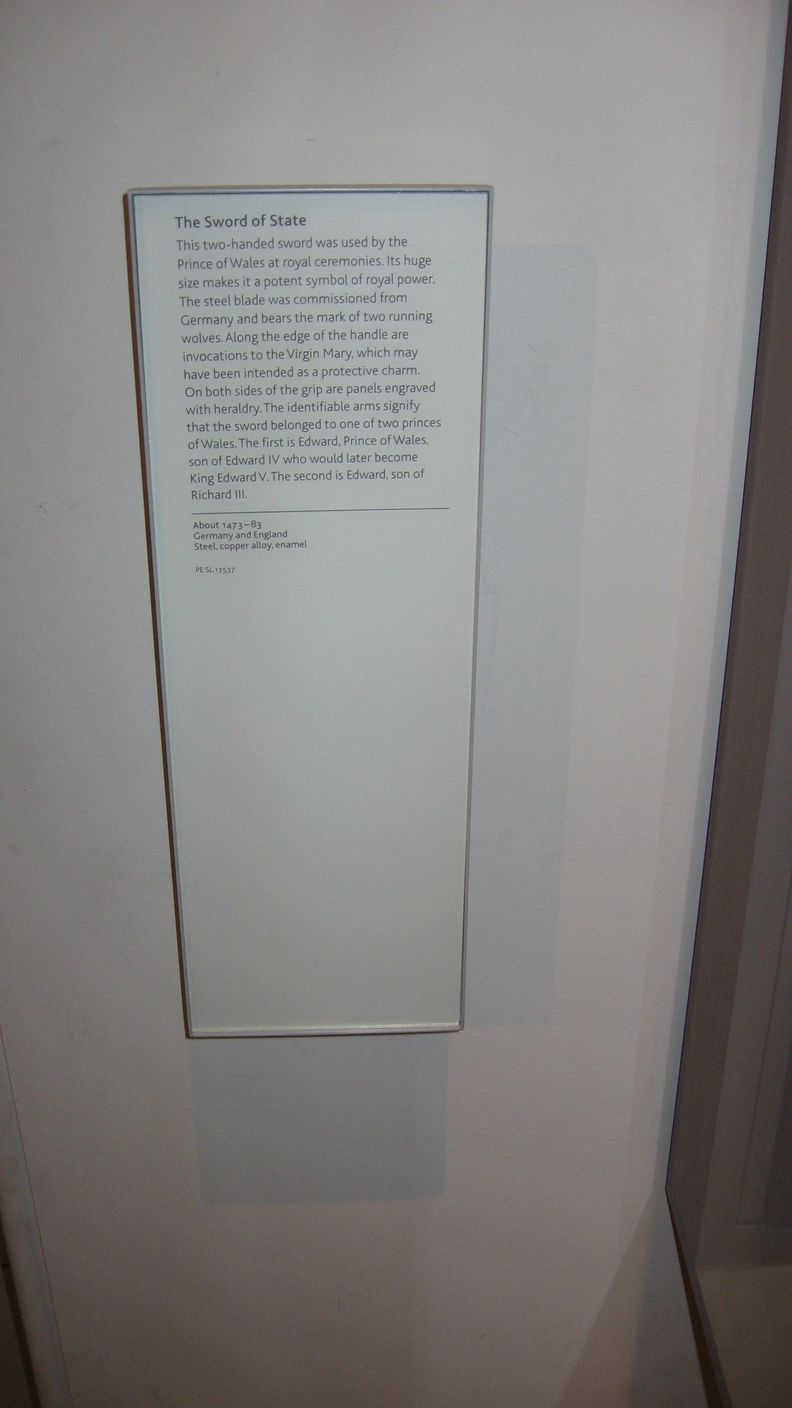 The Sword of State
This two-handed sword was used by the
Prince of Wales at royal ceremonies. Its huge
size makes it a potent symbol of royal power.
The steel blade was commissioned from
Germany and bears the mark of two running
wolves. Along the edge of the handle are
invocations to the Virgin Mary, which may
have been intended as a protective charm.
On both sides of the grip are panels engraved
with heraldry. The identifiable arms signify
that the sword belonged to one of two princes
of Wales. The first is Edward, Prince of Wales,
son of Edward IV who would later become
King Edward V. The second is Edward, son of
Richard III.
About 1473–83
Germany and England
Steel, copper alloy, enamel
PE SL 17537